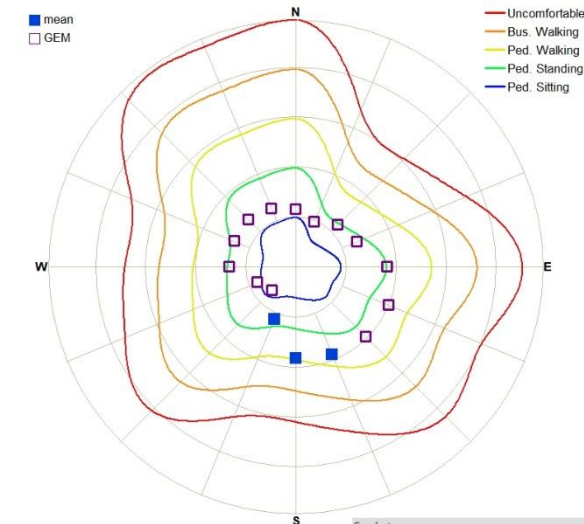 mean
GEM
N
Uncomfortable
Bus. Walking
Ped. Walking
Ped. Standing
Ped. Sitting
W
E
S